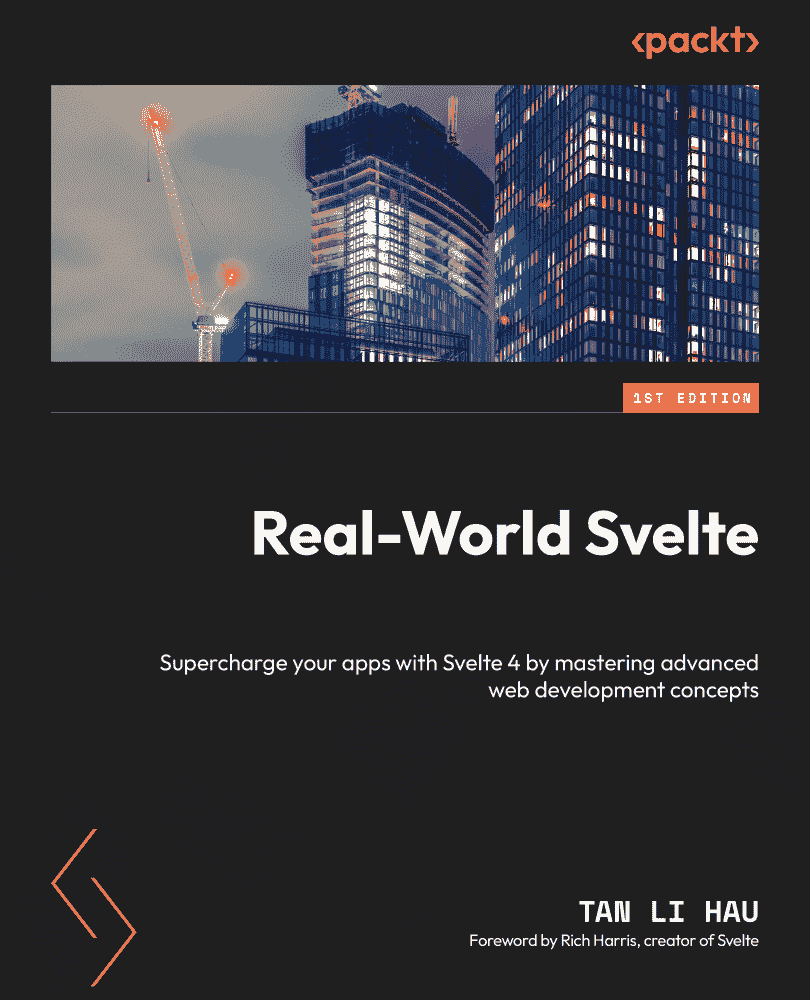 <packt>
1ST EDITION
Real-World Svelte
Supercharge your apps with Svelte 4 by mastering advanced
web development concepts
TAN LI HAU
Foreword by Rich Harris, creator of Svelte